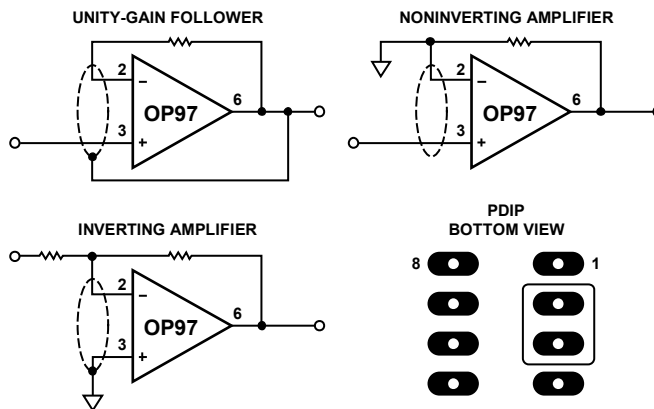 UNITY-GAIN FOLLOWER
2
−
OP97
6
3
+
NONINVERTING AMPLIFIER
2
−
OP97
6
3
+
INVERTING AMPLIFIER
2
−
OP97
6
3
+
PDIP
BOTTOM VIEW
8
1